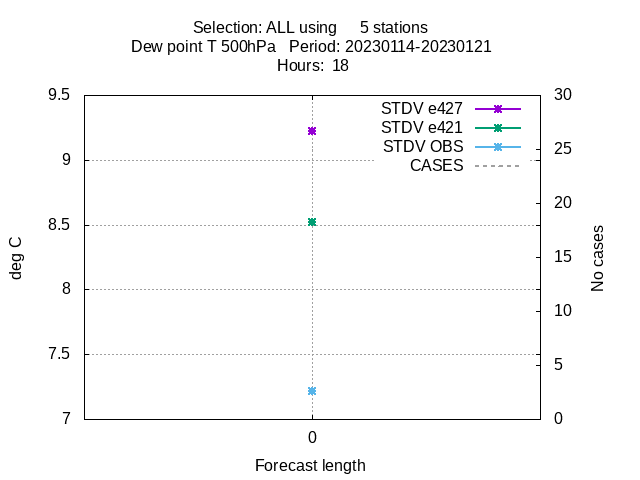 Selection: ALL using     5 stations
Dew point T 500hPa   Period: 20230114-20230121
Hours: 18
STDV e427
STDV e421
STDV OBS
CASES
9.5
9
8.5
8
7.5
7
deg C
30
25
20
15
10
5
0
No cases
0
Forecast length